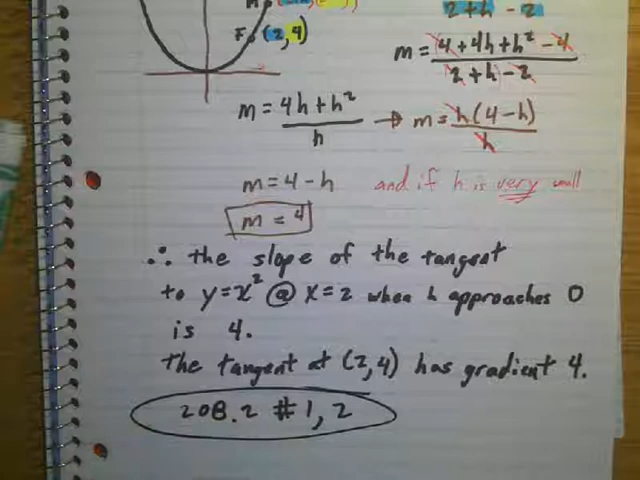 2+h - 2
F. (2,4)
m = 4+4h+h² -4
2+h-2
m = 4h+h² → m = h(4-h)
h h
m = 4 - h and if h is very small
m = 4
∴ the slope of the tangent
to y=x² @ x=2 when h approaches 0
is 4.
The tangent at (2,4) has gradient 4.
20B.2 # 1, 2